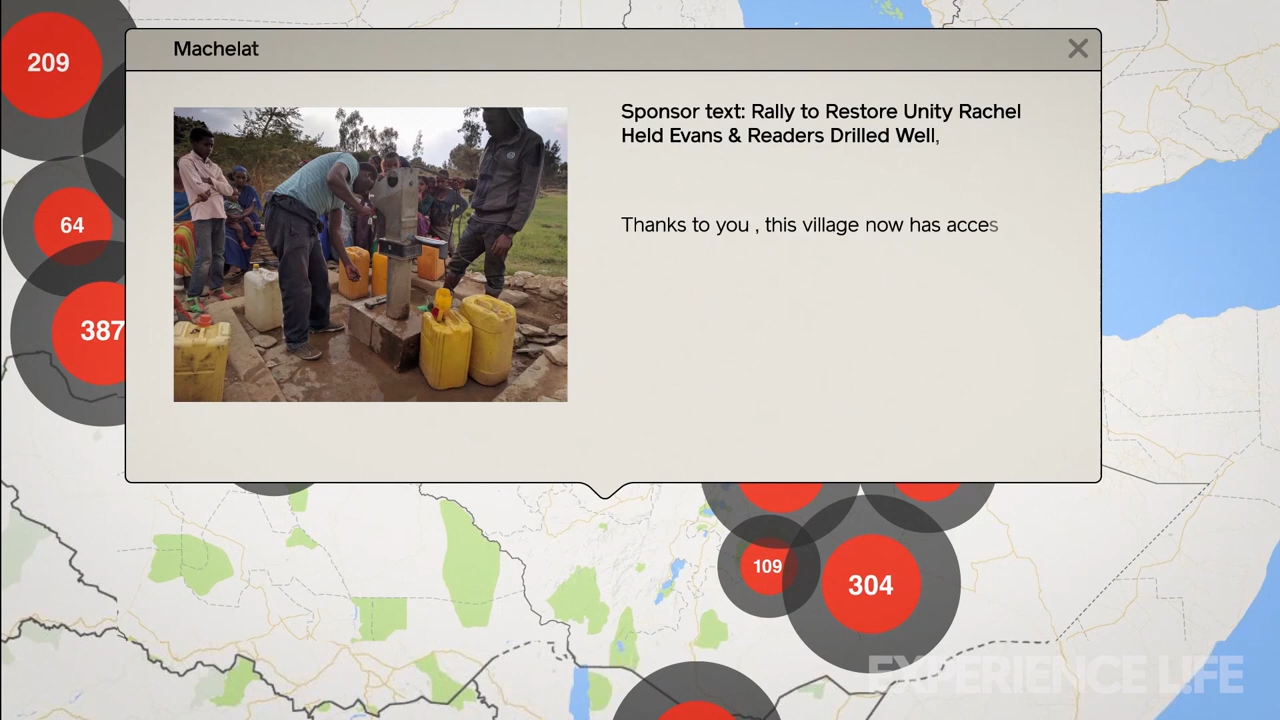 209
Machelat
Sponsor text: Rally to Restore Unity Rachel
Held Evans & Readers Drilled Well,
64
Thanks to you , this village now has acces
387
109
304
EXPERIENCE L!FE